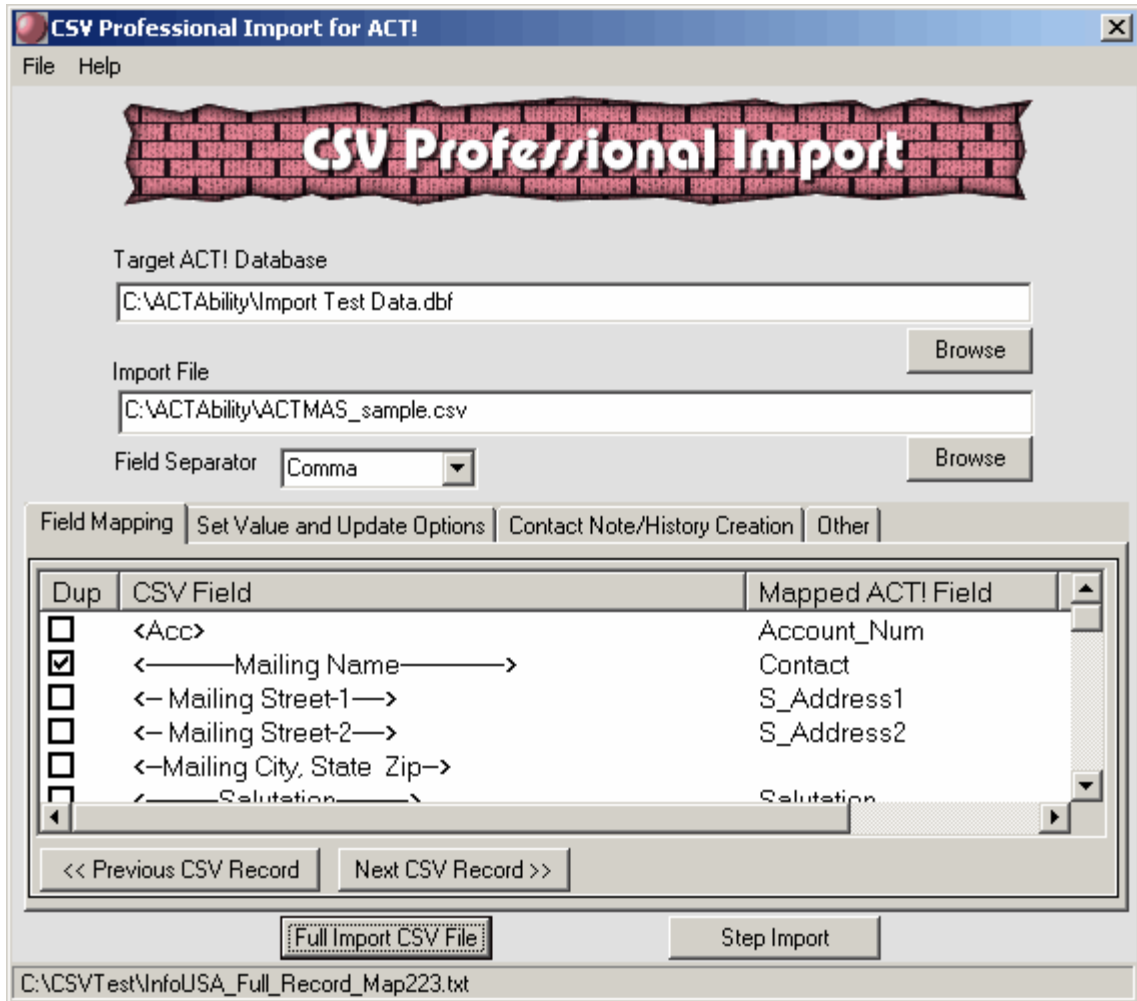 CSV Professional Import for ACT!
File Help
CSV Professional Import
Target ACT! Database
C:\ACTAbility\Import Test Data.dbf
Browse
Import File
C:\ACTAbility\ACTMAS_sample.csv
Field Separator Comma Browse
Field Mapping Set Value and Update Options Contact Note/History Creation Other
Dup CSV Field Mapped ACT! Field
<Acc> Account_Num
<———Mailing Name————> Contact
<– Mailing Street-1—> S_Address1
<– Mailing Street-2—> S_Address2
<–Mailing City, State Zip–>
<———Salutation———> Salutation
<< Previous CSV Record Next CSV Record >>
Full Import CSV File Step Import
C:\CSVTest\InfoUSA_Full_Record_Map223.txt